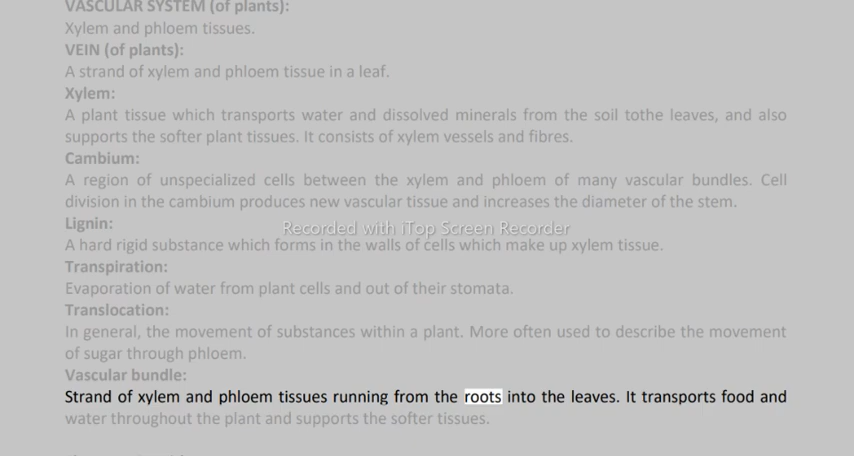 VASCULAR SYSTEM (of plants):
Xylem and phloem tissues.
VEIN (of plants):
A strand of xylem and phloem tissue in a leaf.
Xylem:
A plant tissue which transports water and dissolved minerals from the soil tothe leaves, and also
supports the softer plant tissues. It consists of xylem vessels and fibres.
Cambium:
A region of unspecialized cells between the xylem and phloem of many vascular bundles. Cell
division in the cambium produces new vascular tissue and increases the diameter of the stem.
Lignin:
Recorded with iTop Screen Recorder
A hard rigid substance which forms in the walls of cells which make up xylem tissue.
Transpiration:
Evaporation of water from plant cells and out of their stomata.
Translocation:
In general, the movement of substances within a plant. More often used to describe the movement
of sugar through phloem.
Vascular bundle:
Strand of xylem and phloem tissues running from the roots into the leaves. It transports food and
water throughout the plant and supports the softer tissues.